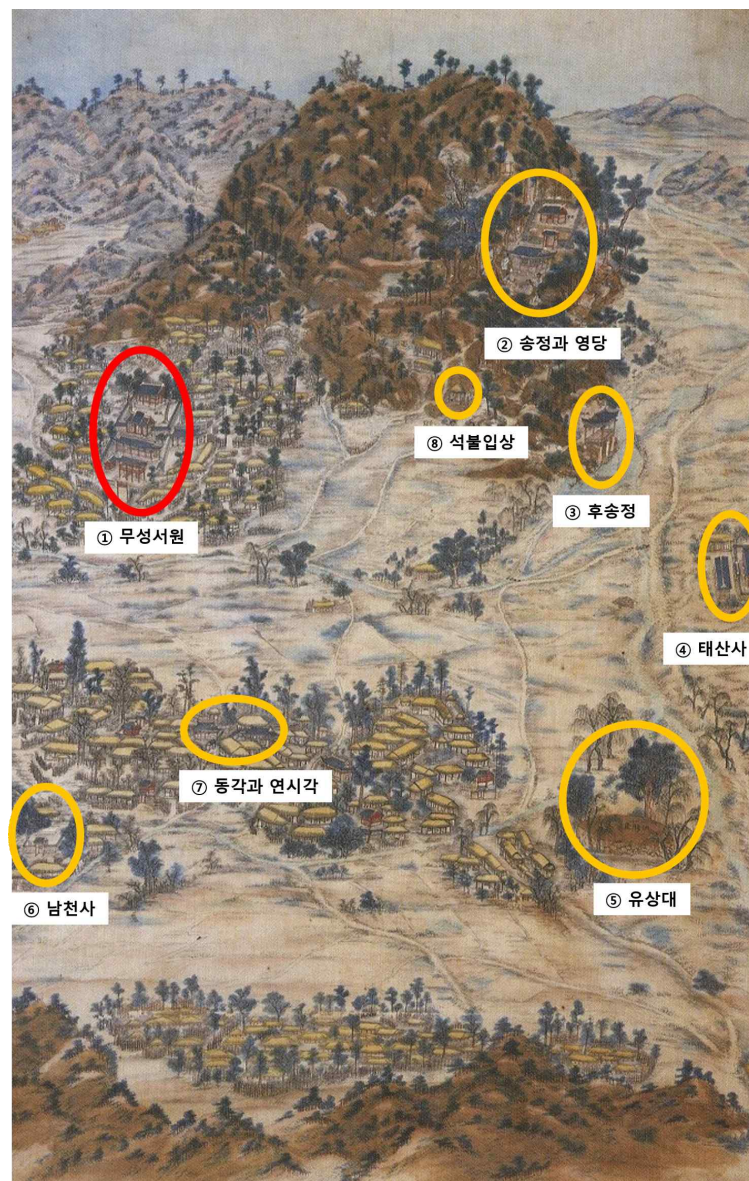 ② 송정과 영당
⑧ 석불입상
③ 후송정
① 무성서원
④ 태산사
⑦ 동각과 연시각
⑤ 유상대
⑥ 남천사